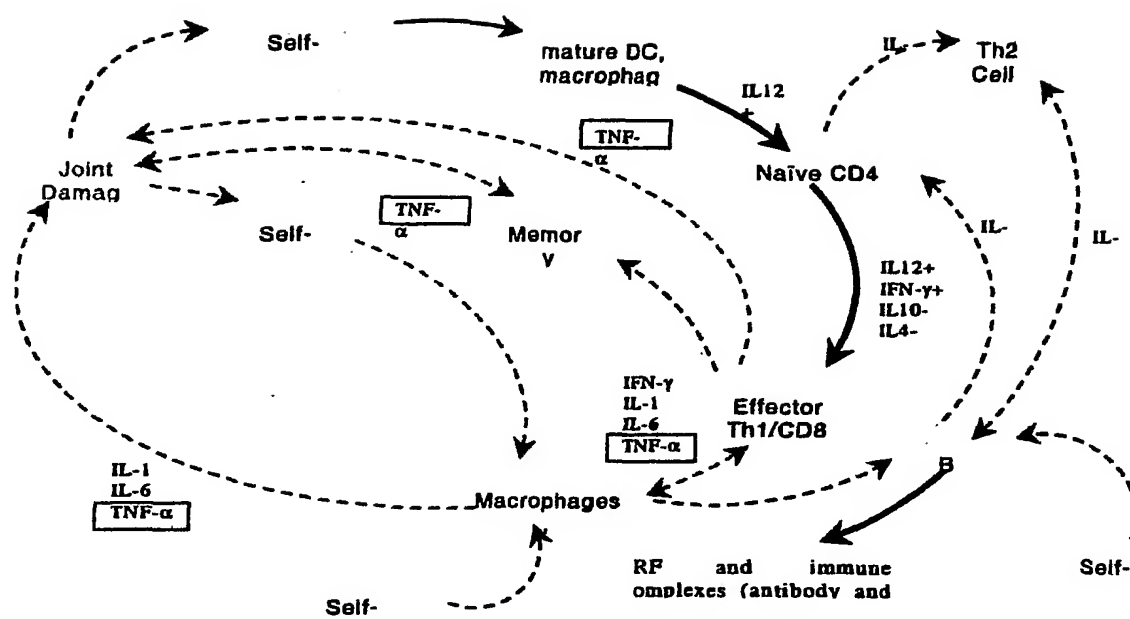 Self-
mature DC,
macrophag
IL-
Th2
Cell
IL12
+
TNF-
α
Joint
Damag
Naïve CD4
TNF-
α
Self-
Memor
y
IL-
IL-
IL12+
IFN-γ+
IL10-
IL4-
IFN-γ
IL-1
IL-6
TNF-α
Effector
Th1/CD8
B
IL-1
IL-6
TNF-α
Macrophages
RF and immune
omplexes (antibody and
Self-
Self-